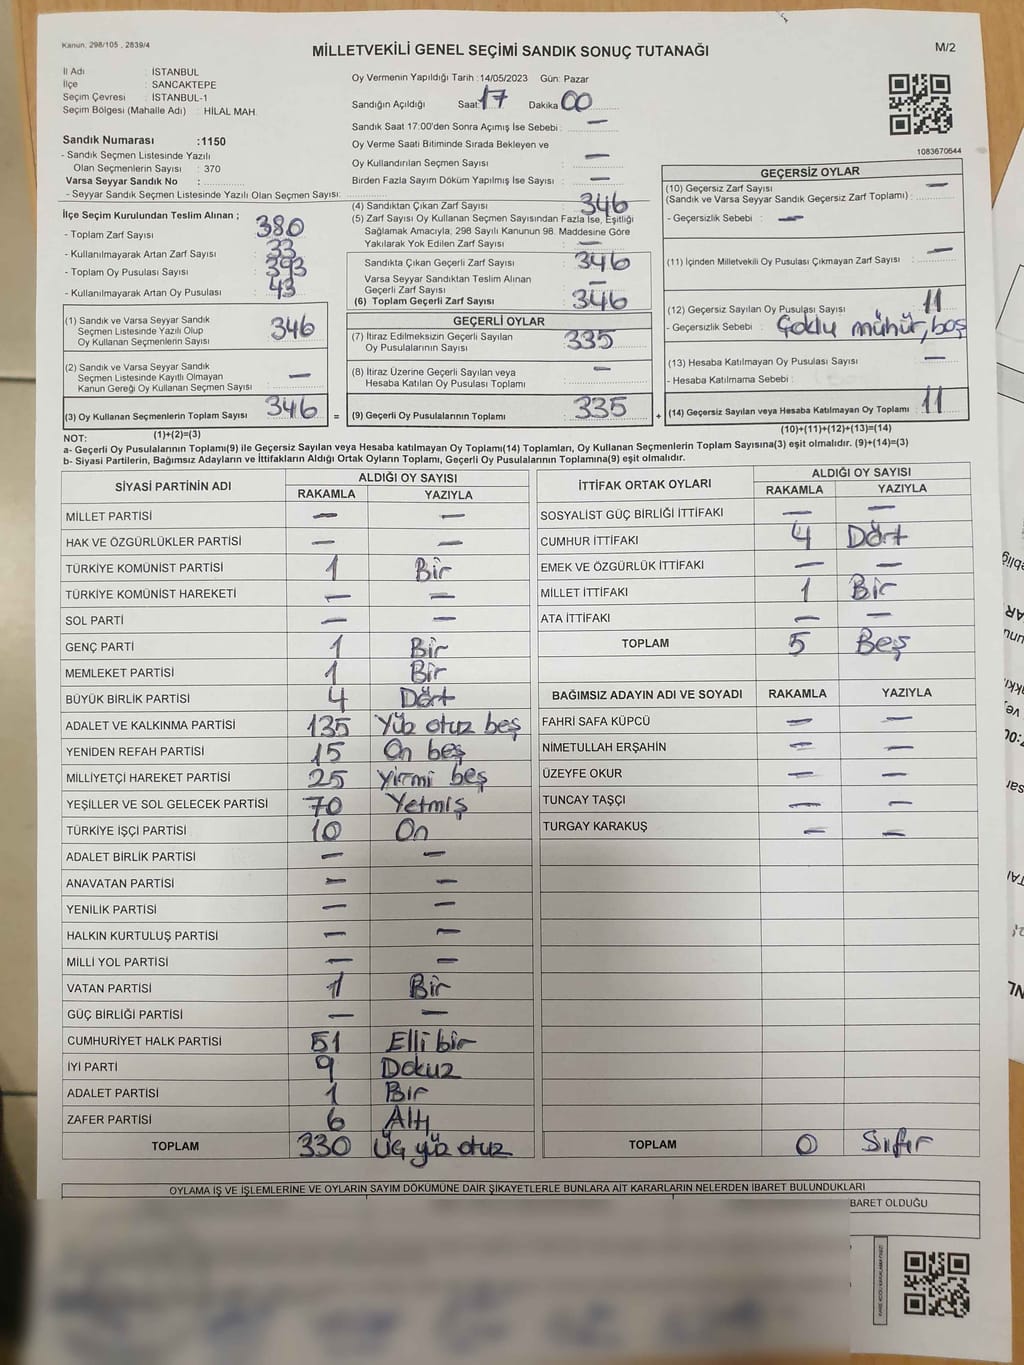 Kanun, 298/105 , 2839/4
MİLLETVEKİLİ GENEL SEÇİMİ SANDIK SONUÇ TUTANAĞI
M/2
İl Adı : İSTANBUL
İlçe : SANCAKTEPE
Seçim Çevresi : İSTANBUL-1
Seçim Bölgesi (Mahalle Adı) : HİLAL MAH.
Sandık Numarası :1150
- Sandık Seçmen Listesinde Yazılı
Olan Seçmenlerin Sayısı : 370
Varsa Seyyar Sandık No :
- Seyyar Sandık Seçmen Listesinde Yazılı Olan Seçmen Sayısı:
Oy Vermenin Yapıldığı Tarih :14/05/2023 Gün: Pazar
Sandığın Açıldığı Saat 17 Dakika 00
Sandık Saat 17:00'den Sonra Açımış İse Sebebi : —
Oy Verme Saati Bitiminde Sırada Bekleyen ve
Oy Kullandırılan Seçmen Sayısı : —
Birden Fazla Sayım Döküm Yapılmış İse Sayısı : —
1083670644
İlçe Seçim Kurulundan Teslim Alınan ;
- Toplam Zarf Sayısı : 380
- Kullanılmayarak Artan Zarf Sayısı : 33
- Toplam Oy Pusulası Sayısı : 393
- Kullanılmayarak Artan Oy Pusulası : 43
(1) Sandık ve Varsa Seyyar Sandık
Seçmen Listesinde Yazılı Olup
Oy Kullanan Seçmenlerin Sayısı : 346
(2) Sandık ve Varsa Seyyar Sandık
Seçmen Listesinde Kayıtlı Olmayan
Kanun Gereği Oy Kullanan Seçmen Sayısı : —
(3) Oy Kullanan Seçmenlerin Toplam Sayısı : 346 =
(1)+(2)=(3)
(4) Sandıktan Çıkan Zarf Sayısı : 346
(5) Zarf Sayısı Oy Kullanan Seçmen Sayısından Fazla İse, Eşitliği
Sağlamak Amacıyla, 298 Sayılı Kanunun 98. Maddesine Göre
Yakılarak Yok Edilen Zarf Sayısı : —
Sandıkta Çıkan Geçerli Zarf Sayısı : 346
Varsa Seyyar Sandıktan Teslim Alınan
Geçerli Zarf Sayısı : —
(6) Toplam Geçerli Zarf Sayısı : 346
GEÇERLİ OYLAR
(7) İtiraz Edilmeksizin Geçerli Sayılan
Oy Pusulalarının Sayısı : 335
(8) İtiraz Üzerine Geçerli Sayılan veya
Hesaba Katılan Oy Pusulası Toplamı : —
(9) Geçerli Oy Pusulalarının Toplamı : 335 +
GEÇERSİZ OYLAR
(10) Geçersiz Zarf Sayısı —
(Sandık ve Varsa Seyyar Sandık Geçersiz Zarf Toplamı) :
- Geçersizlik Sebebi : —
(11) İçinden Milletvekili Oy Pusulası Çıkmayan Zarf Sayısı : —
(12) Geçersiz Sayılan Oy Pusulası Sayısı : 11
- Geçersizlik Sebebi : Çoklu mühür, boş
(13) Hesaba Katılmayan Oy Pusulası Sayısı : —
- Hesaba Katılmama Sebebi :
(14) Geçersiz Sayılan veya Hesaba Katılmayan Oy Toplamı : 11
(10)+(11)+(12)+(13)=(14)
NOT:
a- Geçerli Oy Pusulalarının Toplamı(9) ile Geçersiz Sayılan veya Hesaba katılmayan Oy Toplamı(14) Toplamları, Oy Kullanan Seçmenlerin Toplam Sayısına(3) eşit olmalıdır. (9)+(14)=(3)
b- Siyasi Partilerin, Bağımsız Adayların ve İttifakların Aldığı Ortak Oyların Toplamı, Geçerli Oy Pusulalarının Toplamına(9) eşit olmalıdır.
SİYASİ PARTİNİN ADI ALDIĞI OY SAYISI
RAKAMLA YAZIYLA
MİLLET PARTİSİ — —
HAK VE ÖZGÜRLÜKLER PARTİSİ — —
TÜRKİYE KOMÜNİST PARTİSİ 1 Bir
TÜRKİYE KOMÜNİST HAREKETİ — —
SOL PARTİ — —
GENÇ PARTİ 1 Bir
MEMLEKET PARTİSİ 1 Bir
BÜYÜK BİRLİK PARTİSİ 4 Dört
ADALET VE KALKINMA PARTİSİ 135 Yüz otuz beş
YENİDEN REFAH PARTİSİ 15 On beş
MİLLİYETÇİ HAREKET PARTİSİ 25 Yirmi beş
YEŞİLLER VE SOL GELECEK PARTİSİ 70 Yetmiş
TÜRKİYE İŞÇİ PARTİSİ 10 On
ADALET BİRLİK PARTİSİ — —
ANAVATAN PARTİSİ — —
YENİLİK PARTİSİ — —
HALKIN KURTULUŞ PARTİSİ — —
MİLLİ YOL PARTİSİ — —
VATAN PARTİSİ 1 Bir
GÜÇ BİRLİĞİ PARTİSİ — —
CUMHURİYET HALK PARTİSİ 51 Elli bir
İYİ PARTİ 9 Dokuz
ADALET PARTİSİ 1 Bir
ZAFER PARTİSİ 6 Altı
TOPLAM 330 Üç yüz otuz
İTTİFAK ORTAK OYLARI ALDIĞI OY SAYISI
RAKAMLA YAZIYLA
SOSYALİST GÜÇ BİRLİĞİ İTTİFAKI — —
CUMHUR İTTİFAKI 4 Dört
EMEK VE ÖZGÜRLÜK İTTİFAKI — —
MİLLET İTTİFAKI 1 Bir
ATA İTTİFAKI — —
TOPLAM 5 Beş
BAĞIMSIZ ADAYIN ADI VE SOYADI RAKAMLA YAZIYLA
FAHRİ SAFA KÜPCÜ — —
NİMETULLAH ERŞAHİN — —
ÜZEYFE OKUR — —
TUNCAY TAŞÇI — —
TURGAY KARAKUŞ — —
TOPLAM 0 Sıfır
OYLAMA İŞ VE İŞLEMLERİNE VE OYLARIN SAYIM DÖKÜMÜNE DAİR ŞİKAYETLERLE BUNLARA AİT KARARLARIN NELERDEN İBARET BULUNDUKLARI
BARET OLDUĞU